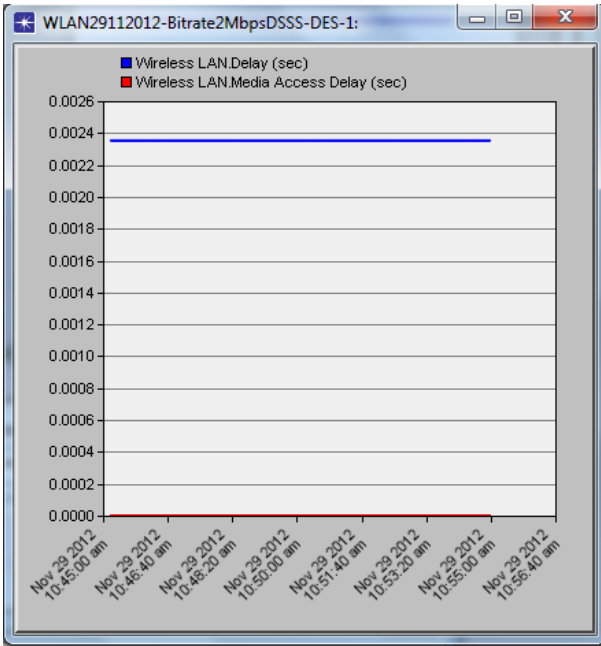 WLAN29112012-Bitrate2MbpsDSSS-DES-1:
Wireless LAN.Delay (sec)
Wireless LAN.Media Access Delay (sec)
0.0026
0.0024
0.0022
0.0020
0.0018
0.0016
0.0014
0.0012
0.0010
0.0008
0.0006
0.0004
0.0002
0.0000
Nov 29 2012
10:45:00 am
Nov 29 2012
10:46:40 am
Nov 29 2012
10:48:20 am
Nov 29 2012
10:50:00 am
Nov 29 2012
10:51:40 am
Nov 29 2012
10:53:20 am
Nov 29 2012
10:55:00 am
Nov 29 2012
10:56:40 am